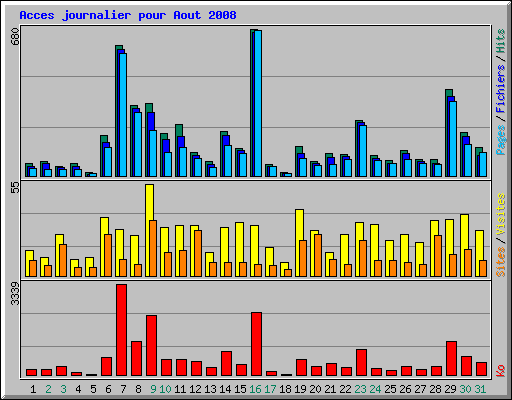 Acces journalier pour Aout 2008
680
Pages / Fichiers / Hits
55
Sites / Visites
3339
Ko
1 2 3 4 5 6 7 8 9 10 11 12 13 14 15 16 17 18 19 20 21 22 23 24 25 26 27 28 29 30 31